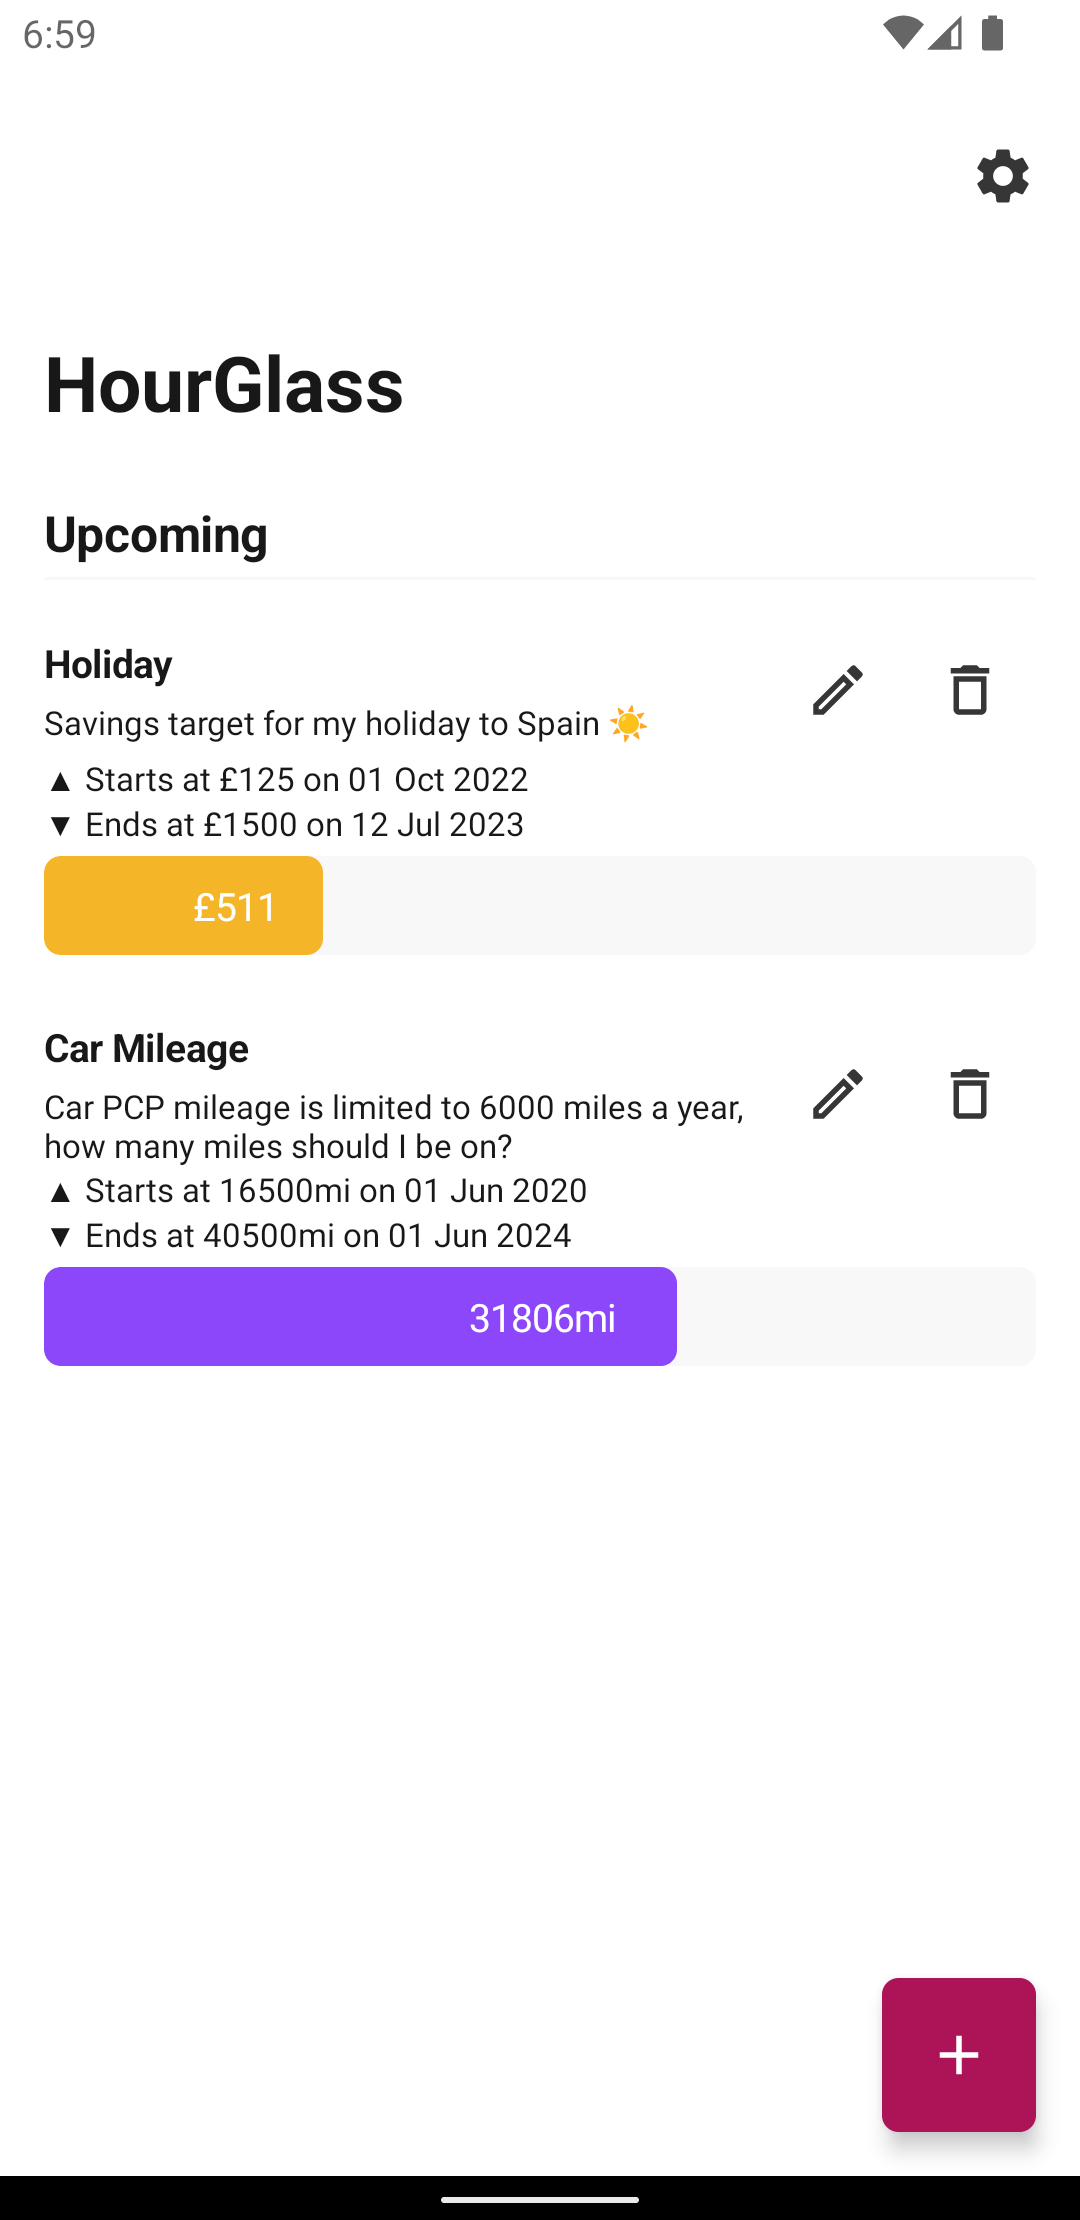 6:59
HourGlass
Upcoming
Holiday
Savings target for my holiday to Spain ☀️
▲ Starts at £125 on 01 Oct 2022
▼ Ends at £1500 on 12 Jul 2023
£511
Car Mileage
Car PCP mileage is limited to 6000 miles a year,
how many miles should I be on?
▲ Starts at 16500mi on 01 Jun 2020
▼ Ends at 40500mi on 01 Jun 2024
31806mi